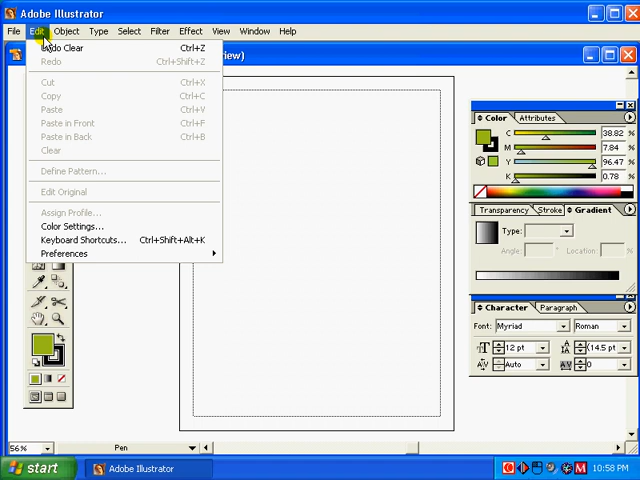 Adobe Illustrator
File Edit Object Type Select Filter Effect View Window Help
Undo Clear Ctrl+Z
Redo Ctrl+Shift+Z
Cut Ctrl+X
Copy Ctrl+C
Paste Ctrl+V
Paste in Front Ctrl+F
Paste in Back Ctrl+B
Clear
Define Pattern...
Edit Original
Assign Profile...
Color Settings...
Keyboard Shortcuts... Ctrl+Shift+Alt+K
Preferences
Color Attributes
C 38.82 %
M 7.84 %
Y 96.47 %
K 0.78 %
Transparency Stroke Gradient
Type:
Angle: ° Location: %
Character Paragraph
Font: Myriad Roman
12 pt (14.5 pt
Auto 0
56% Pen
start Adobe Illustrator 10:58 PM